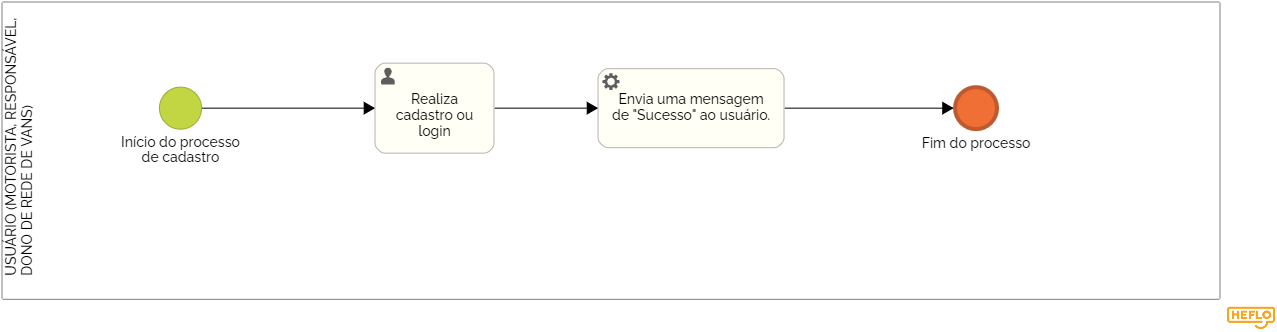 USUÁRIO (MOTORISTA, RESPONSÁVEL,
DONO DE REDE DE VANS)
Início do processo
de cadastro
Realiza
cadastro ou
login
Envia uma mensagem
de "Sucesso" ao usuário.
Fim do processo
HEFLO